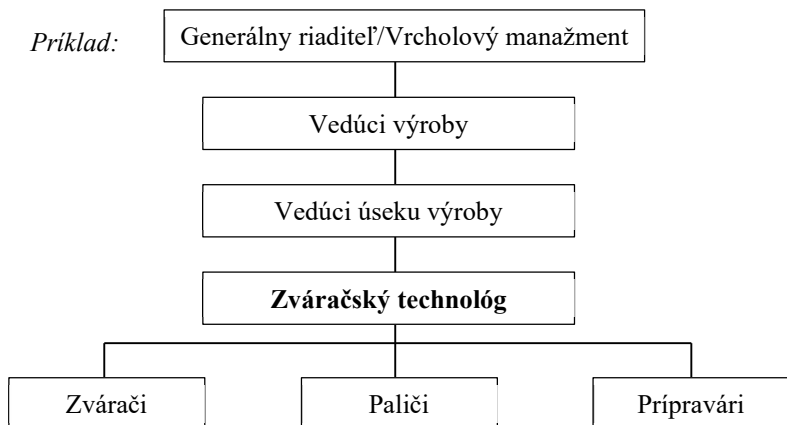 Príklad:
Generálny riaditeľ/Vrcholový manažment
Vedúci výroby
Vedúci úseku výroby
Zváračský technológ
Zvárači
Paliči
Prípravári